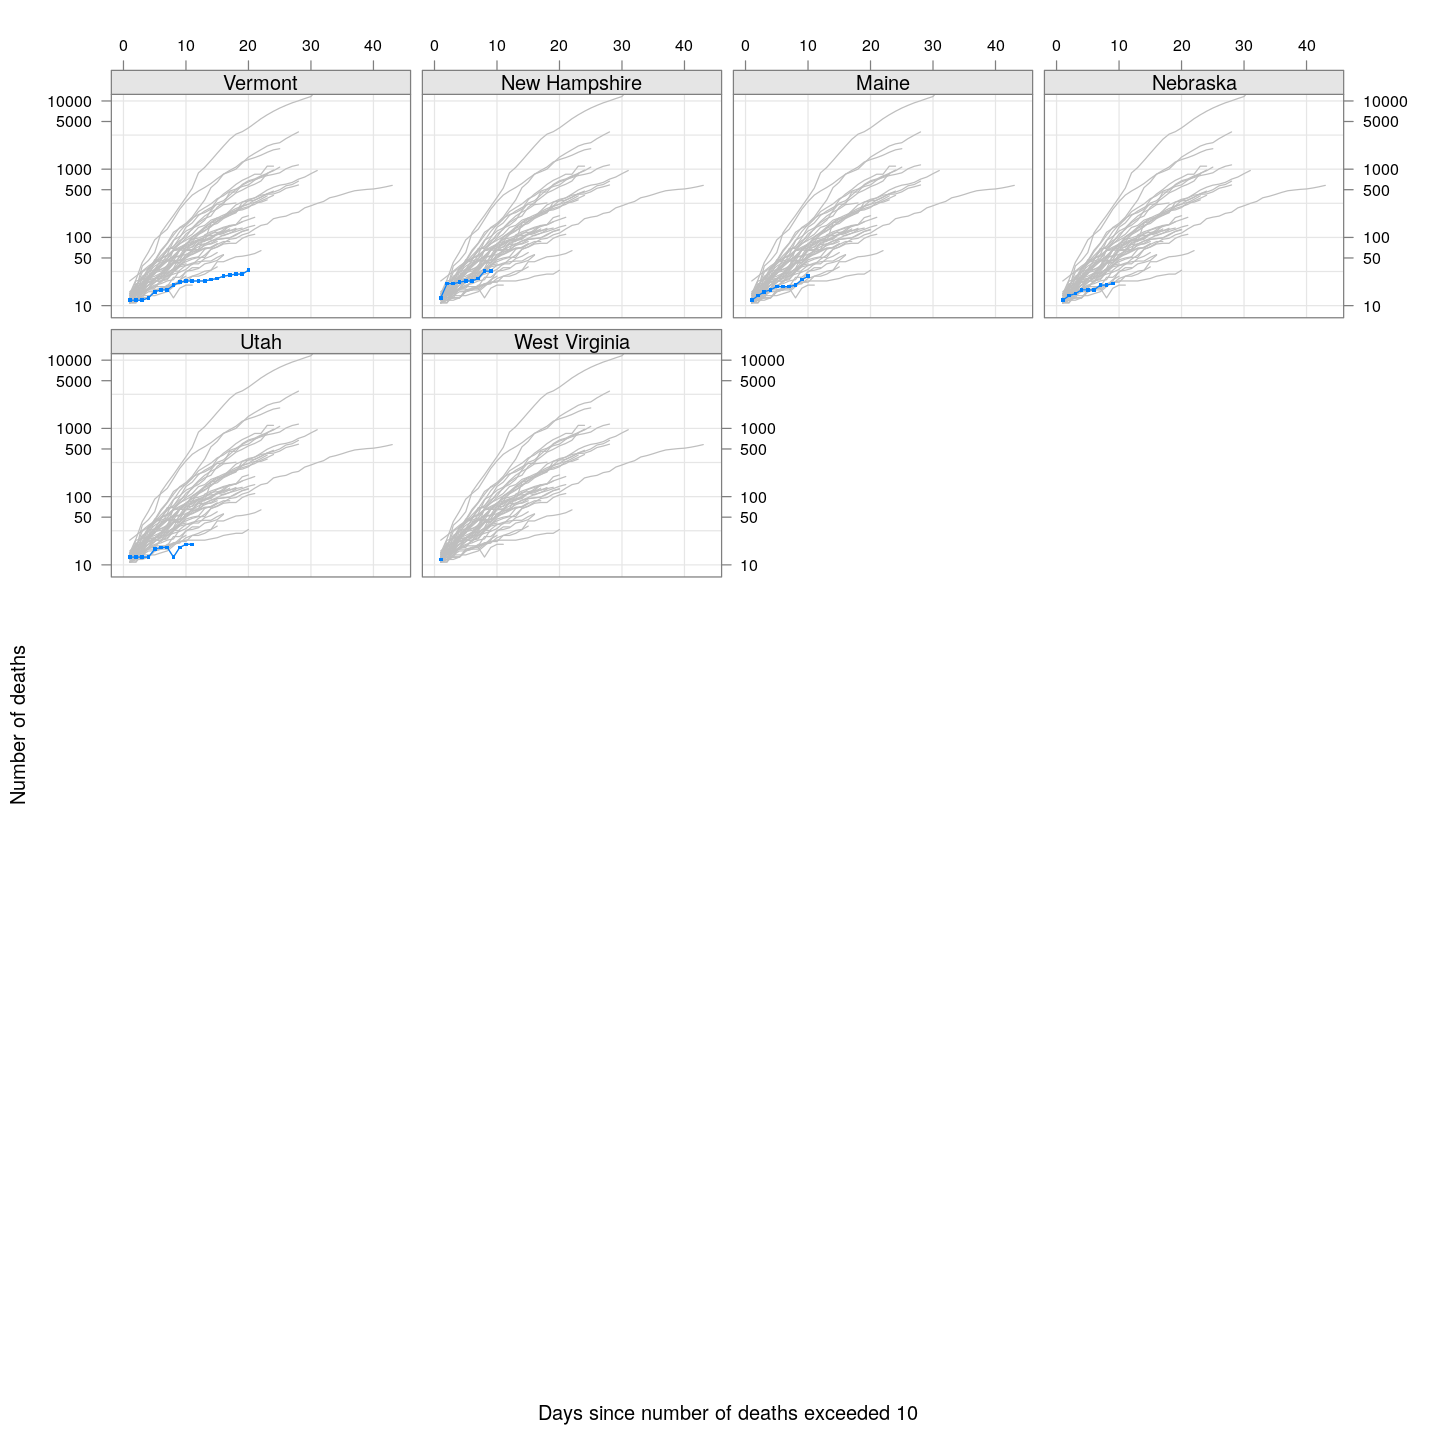 0 10 20 30 40 0 10 20 30 40 0 10 20 30 40 0 10 20 30 40
Vermont New Hampshire Maine Nebraska
10000 10000
5000 5000
1000 1000
500 500
100 100
50 50
10 10
Utah West Virginia
10000 10000
5000 5000
1000 1000
500 500
100 100
50 50
10 10
Number of deaths
Days since number of deaths exceeded 10